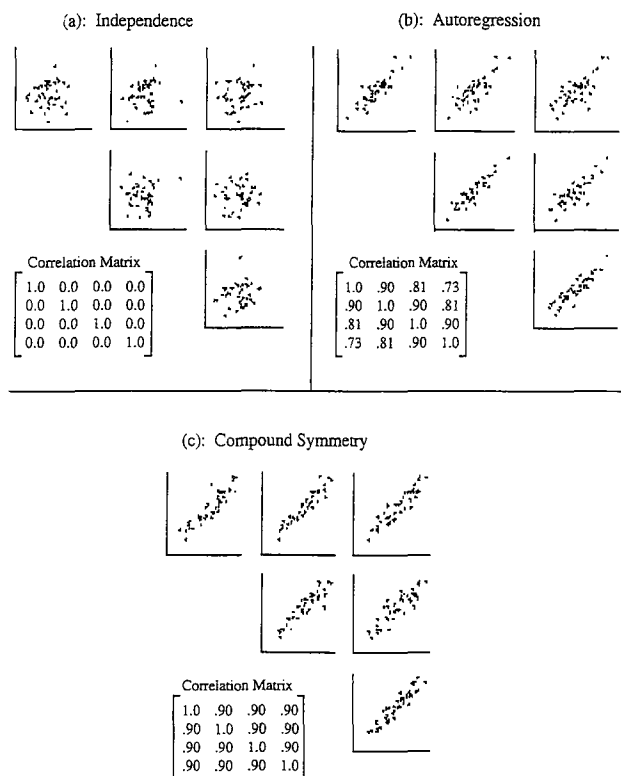 (a): Independence
Correlation Matrix
1.0 0.0 0.0 0.0
0.0 1.0 0.0 0.0
0.0 0.0 1.0 0.0
0.0 0.0 0.0 1.0
(b): Autoregression
Correlation Matrix
1.0 .90 .81 .73
.90 1.0 .90 .81
.81 .90 1.0 .90
.73 .81 .90 1.0
(c): Compound Symmetry
Correlation Matrix
1.0 .90 .90 .90
.90 1.0 .90 .90
.90 .90 1.0 .90
.90 .90 .90 1.0